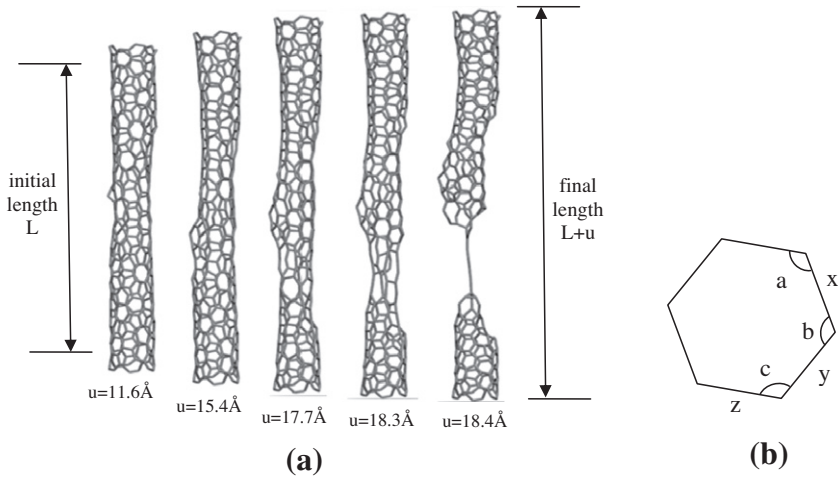 initial
length
L
final
length
L+u
u=11.6Å
u=15.4Å
u=17.7Å
u=18.3Å
u=18.4Å
(a)
a
x
b
c
y
z
(b)